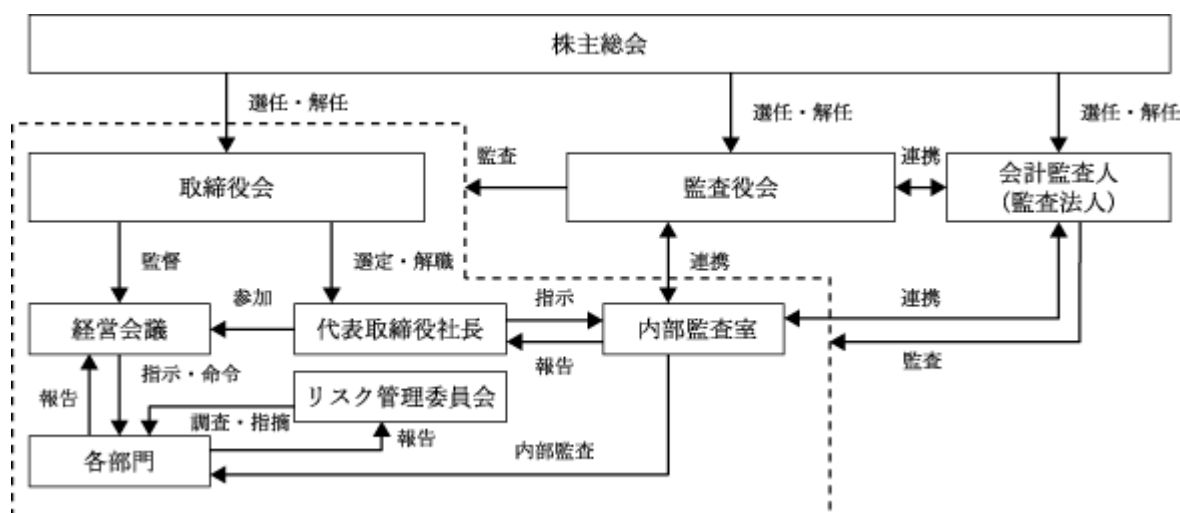 株主総会
選任・解任
選任・解任
選任・解任
取締役会
監査
監査役会
連携
会計監査人
(監査法人)
監督
選定・解職
連携
経営会議
参加
代表取締役社長
指示
報告
内部監査室
連携
監査
報告
指示・命令
リスク管理委員会
調査・指摘
報告
各部門
内部監査